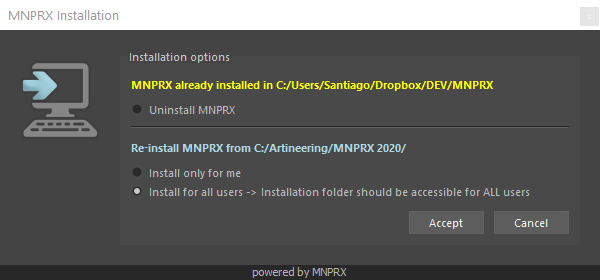 MNPRX Installation
x
Installation options
MNPRX already installed in C:/Users/Santiago/Dropbox/DEV/MNPRX
Uninstall MNPRX
Re-install MNPRX from C:/Artineering/MNPRX 2020/
Install only for me
Install for all users -> Installation folder should be accessible for ALL users
Accept Cancel
powered by MNPRX